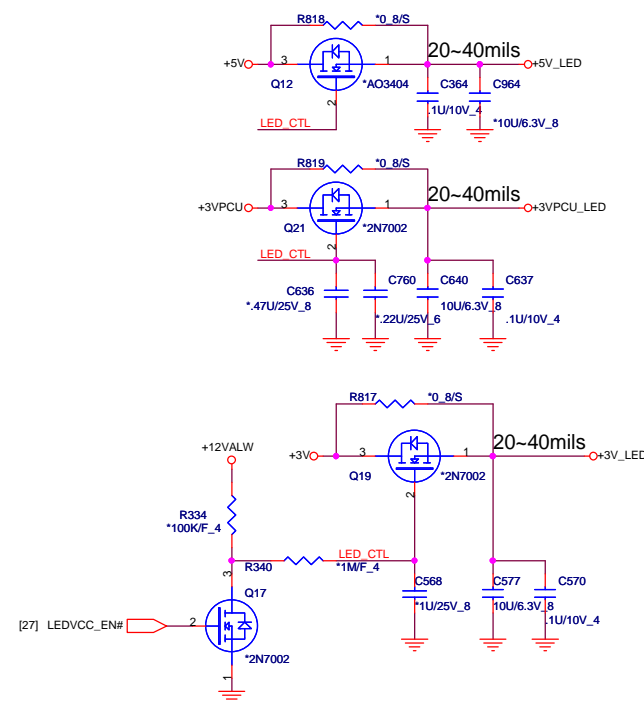 R818 *0_8/S
+5V 3 1 20~40mils +5V_LED
Q12 *AO3404 C364 C964
2
.1U/10V_4
LED_CTL *10U/6.3V_8
R819 *0_8/S
+3VPCU 3 1 20~40mils +3VPCU_LED
Q21 *2N7002
2
LED_CTL
C636 C760 C640 C637
*.47U/25V_8 10U/6.3V_8
*.22U/25V_6 .1U/10V_4
R817 *0_8/S
+12VALW +3V 3 1 20~40mils +3V_LED
Q19 *2N7002
2
R334
*100K/F_4
R340 LED_CTL
*1M/F_4
3
Q17 C568 C577 C570
*1U/25V_8 10U/6.3V_8
.1U/10V_4
[27] LEDVCC_EN# 2
*2N7002
1